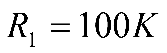 R₁ = 100K